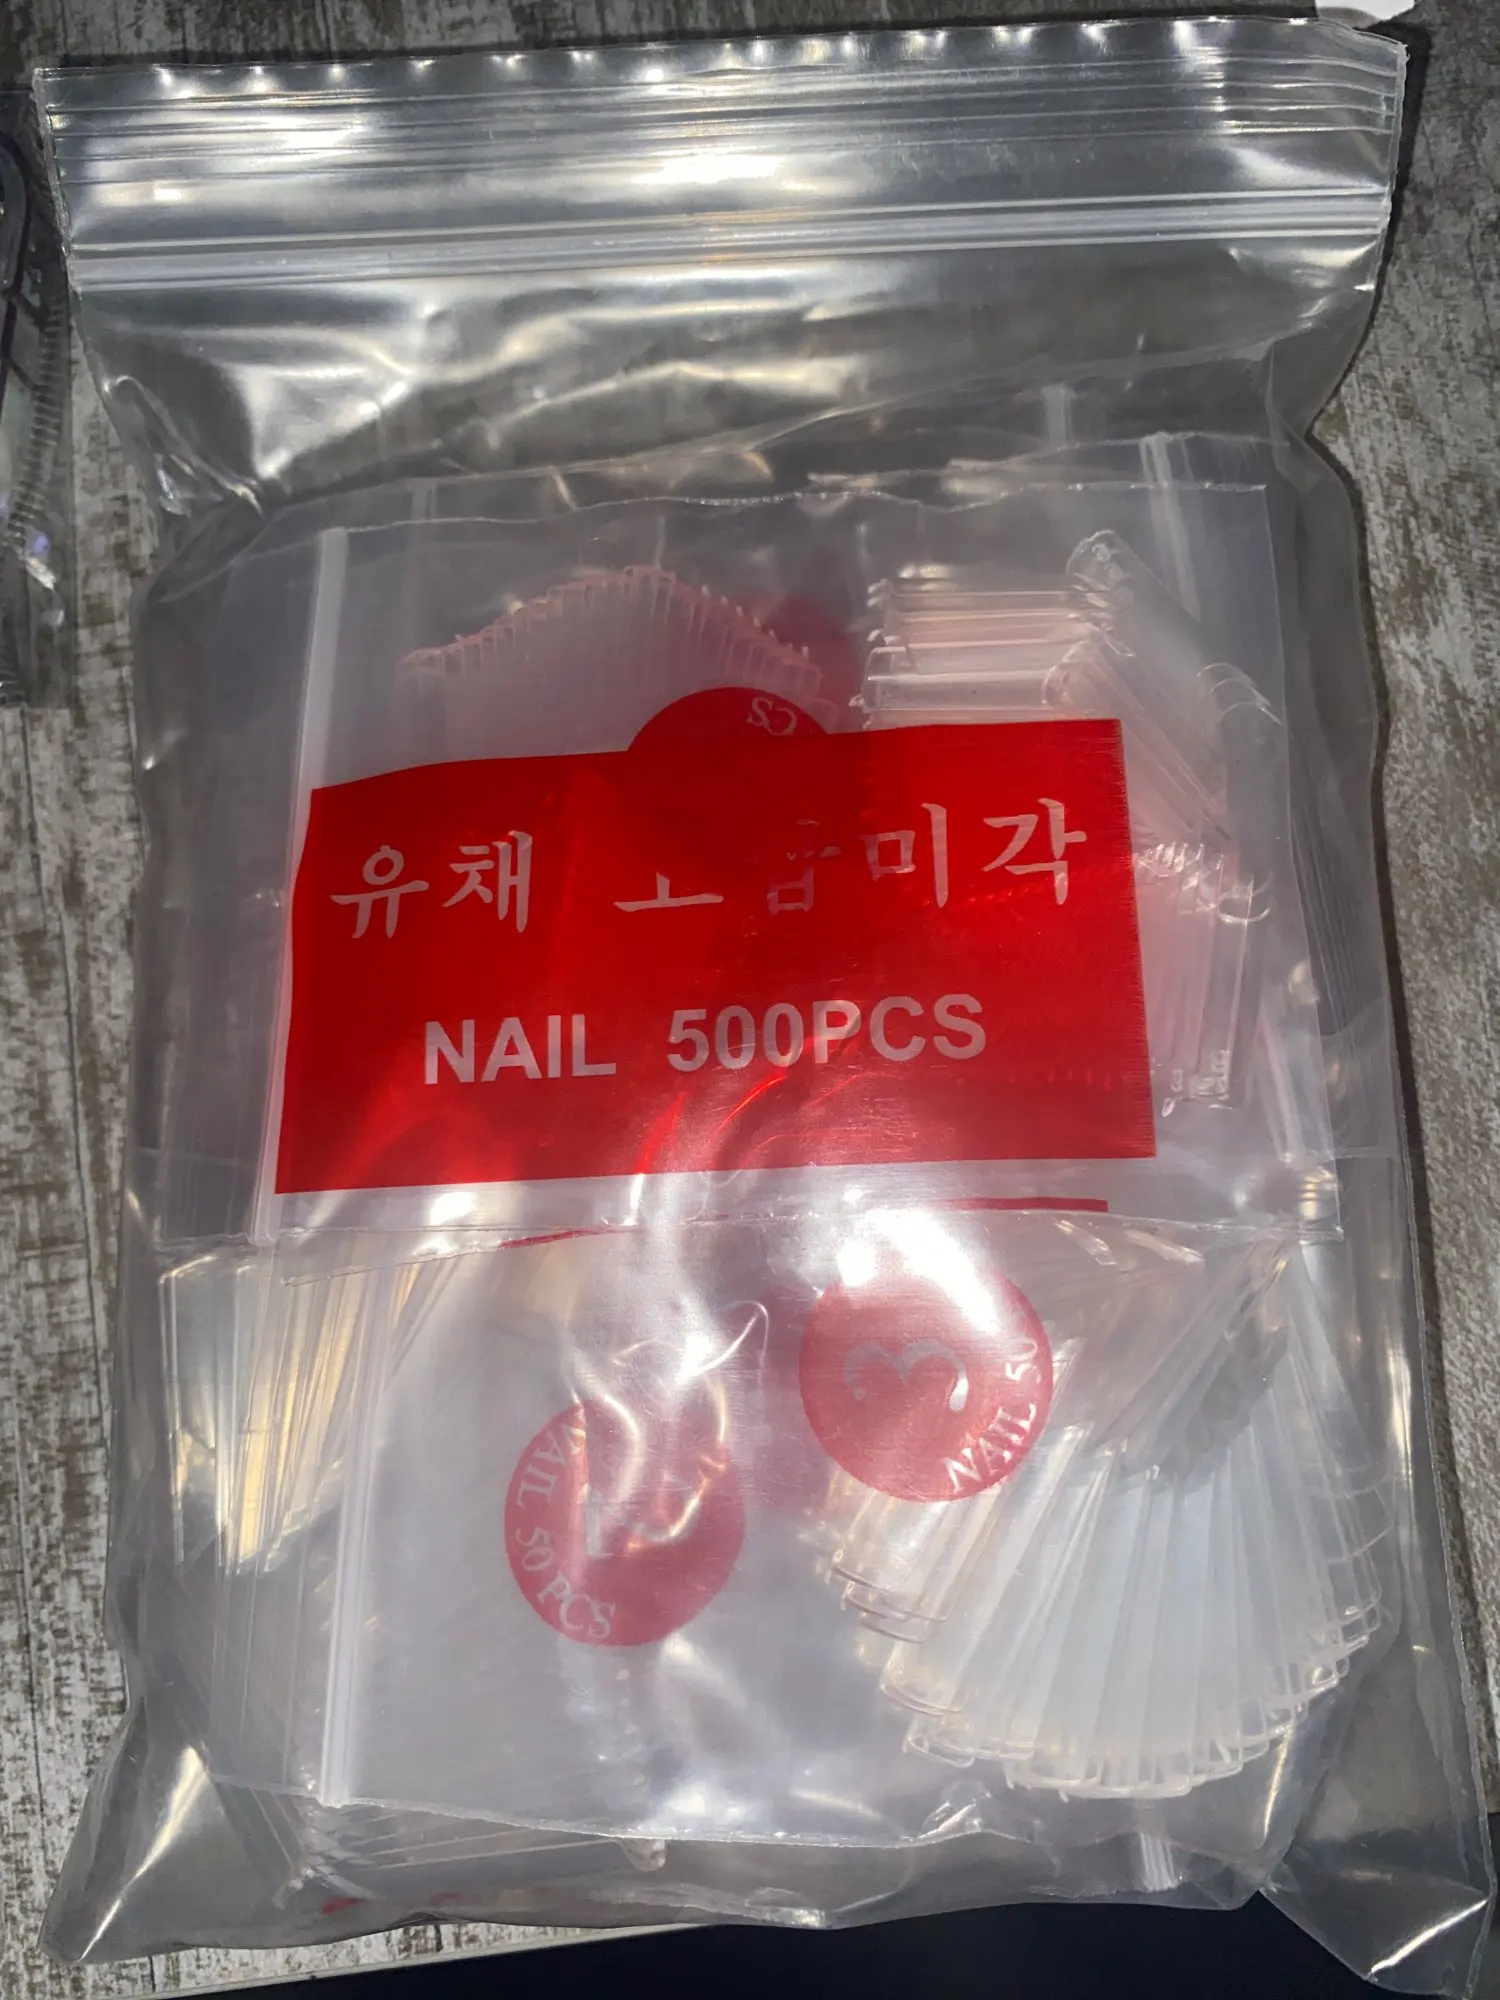 유채 미각
NAIL 500PCS
3
NAIL 50
NAIL 50 PCS